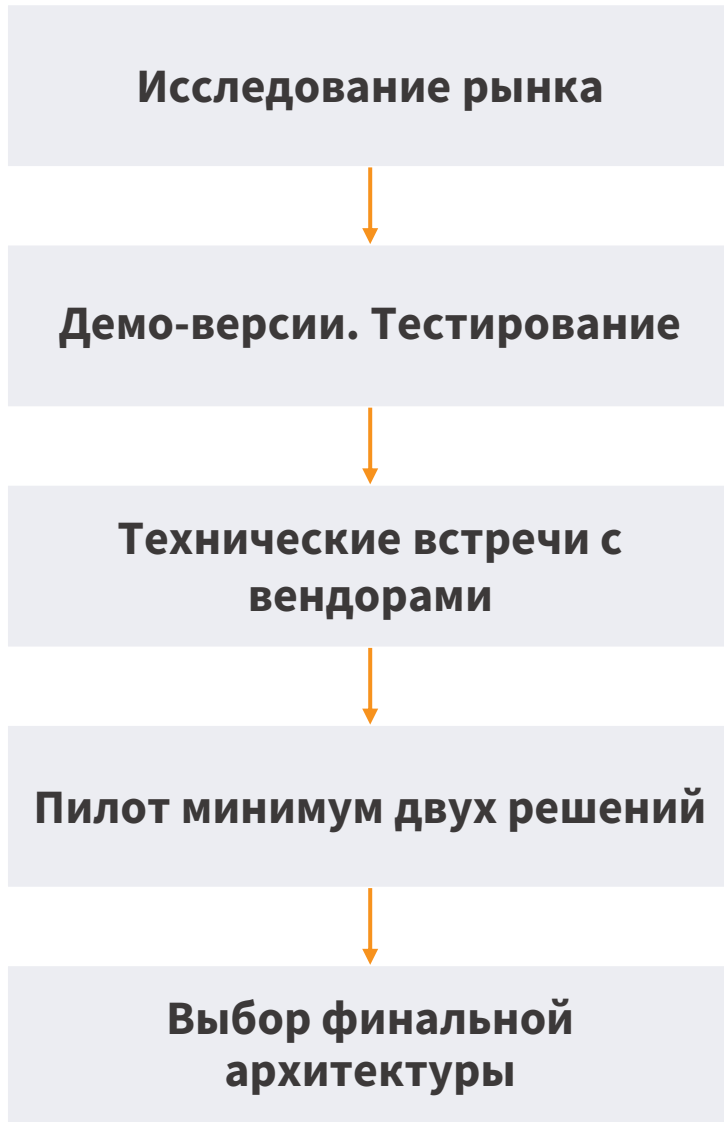 Исследование рынка
Демо-версии. Тестирование
Технические встречи с
вендорами
Пилот минимум двух решений
Выбор финальной
архитектуры